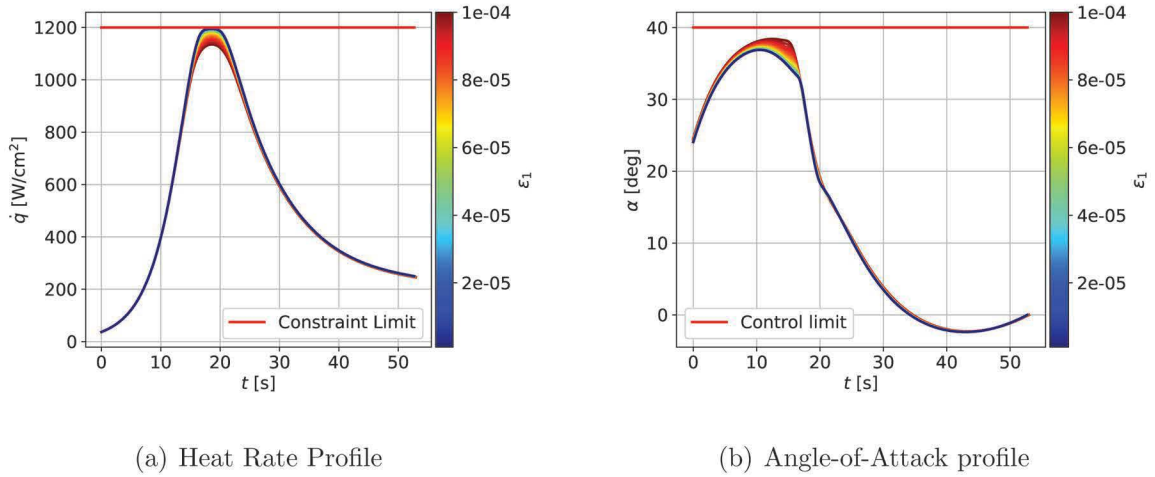 1200
1000
800
600
400
200
0
q̇ [W/cm²]
0 10 20 30 40 50
t [s]
Constraint Limit
1e-04
8e-05
6e-05
4e-05
2e-05
ε₁
40
30
20
10
0
α [deg]
0 10 20 30 40 50
t [s]
Control limit
1e-04
8e-05
6e-05
4e-05
2e-05
ε₁
(a) Heat Rate Profile
(b) Angle-of-Attack profile